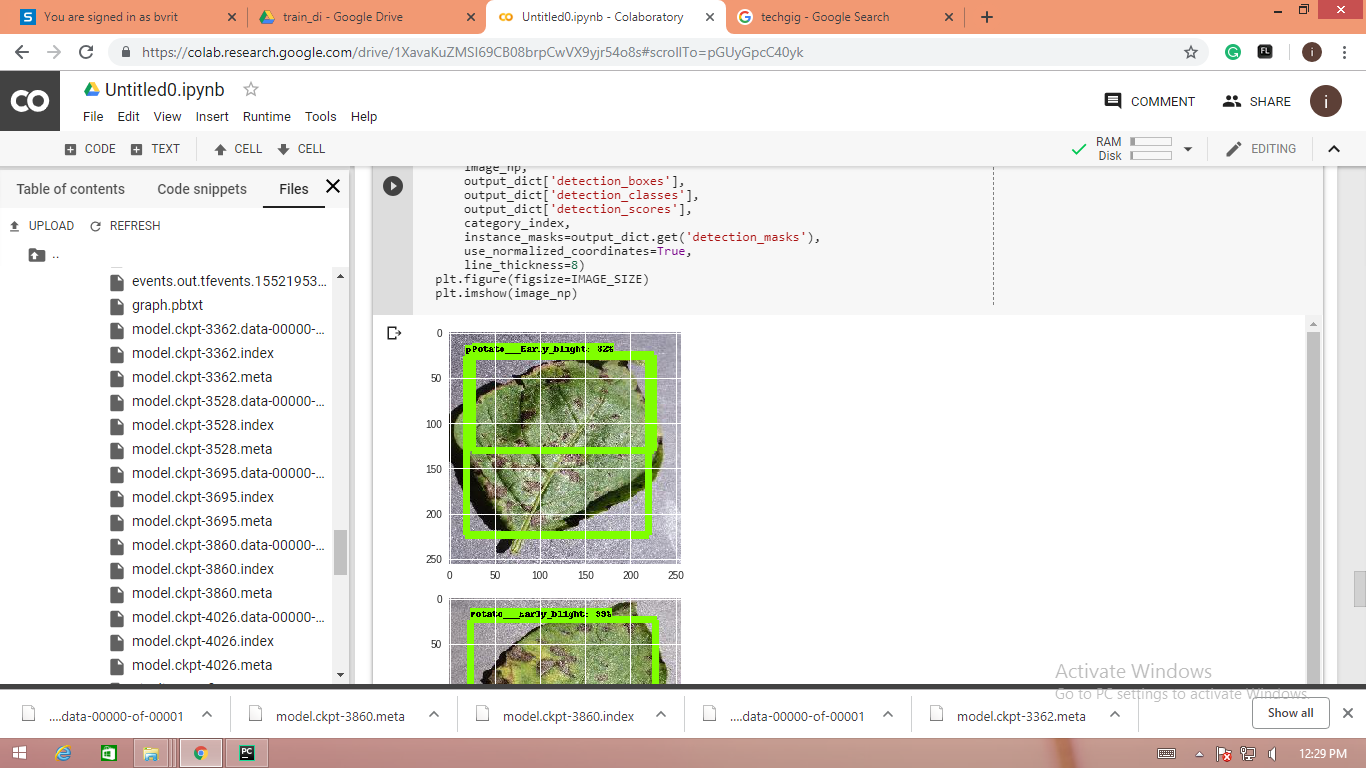 You are signed in as bvrit
train_di - Google Drive
Untitled0.ipynb - Colaboratory
techgig - Google Search
https://colab.research.google.com/drive/1XavaKuZMSI69CB08brpCwVX9yjr54o8s#scrollTo=pGUyGpcC40yk
Untitled0.ipynb
COMMENT
SHARE
i
File Edit View Insert Runtime Tools Help
CODE TEXT CELL CELL
RAM
Disk
EDITING
Table of contents Code snippets Files
UPLOAD REFRESH
..
events.out.tfevents.15521953...
graph.pbtxt
model.ckpt-3362.data-00000-...
model.ckpt-3362.index
model.ckpt-3362.meta
model.ckpt-3528.data-00000-...
model.ckpt-3528.index
model.ckpt-3528.meta
model.ckpt-3695.data-00000-...
model.ckpt-3695.index
model.ckpt-3695.meta
model.ckpt-3860.data-00000-...
model.ckpt-3860.index
model.ckpt-3860.meta
model.ckpt-4026.data-00000-...
model.ckpt-4026.index
model.ckpt-4026.meta
image_np,
output_dict['detection_boxes'],
output_dict['detection_classes'],
output_dict['detection_scores'],
category_index,
instance_masks=output_dict.get('detection_masks'),
use_normalized_coordinates=True,
line_thickness=8)
plt.figure(figsize=IMAGE_SIZE)
plt.imshow(image_np)
Potato___Early_blight: 82%
0
50
100
150
200
250
0 50 100 150 200 250
Potato___Early_blight: 99%
0
50
Activate Windows
Go to PC settings to activate Windows.
....data-00000-of-00001
model.ckpt-3860.meta
model.ckpt-3860.index
....data-00000-of-00001
model.ckpt-3362.meta
Show all
12:29 PM